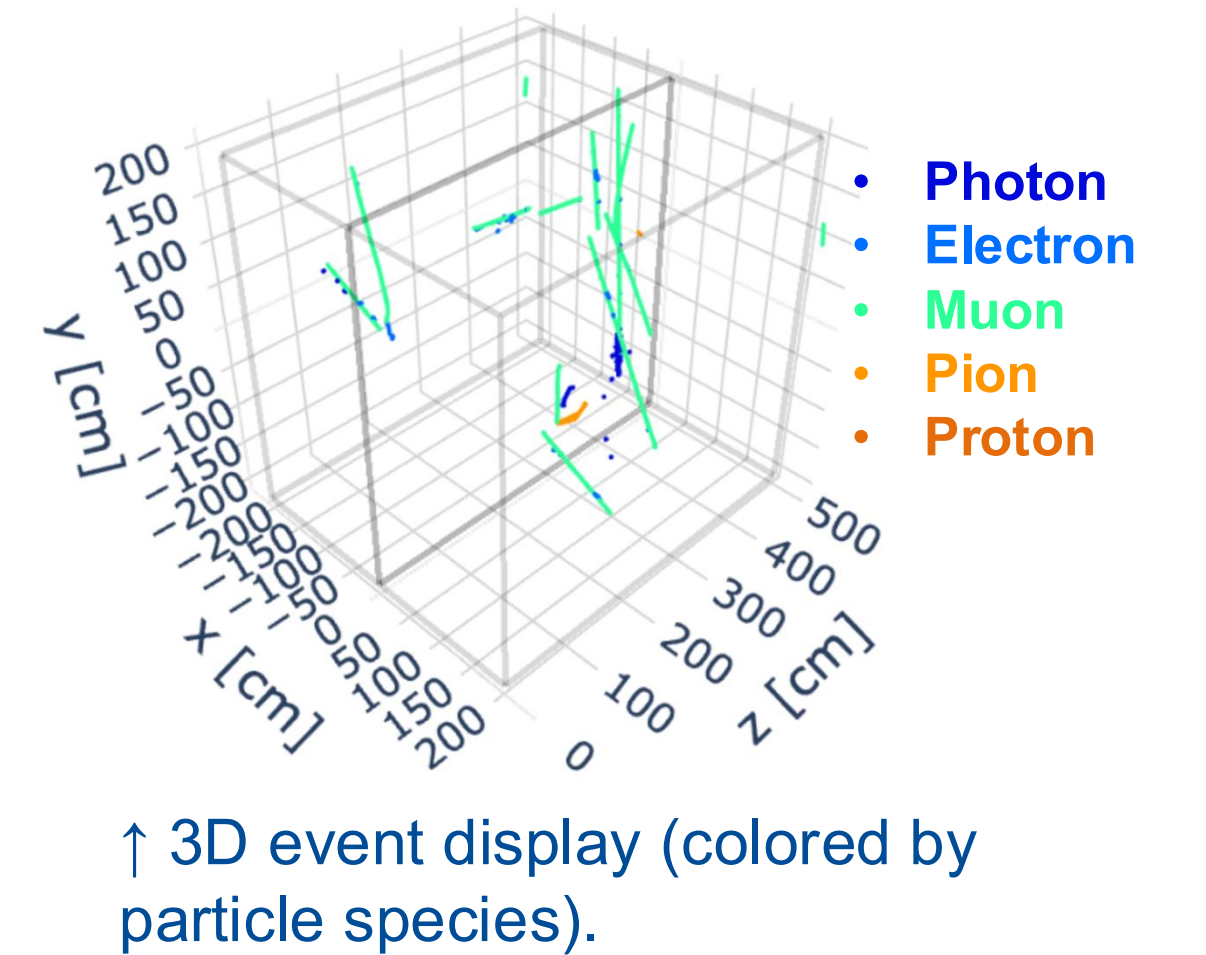 200
150
100
50
0
−50
−100
−150
−200
y [cm]
−200
−150
−100
−50
0
50
100
150
200
x [cm]
0
100
200
300
400
500
z [cm]
• Photon
• Electron
• Muon
• Pion
• Proton
↑ 3D event display (colored by
particle species).